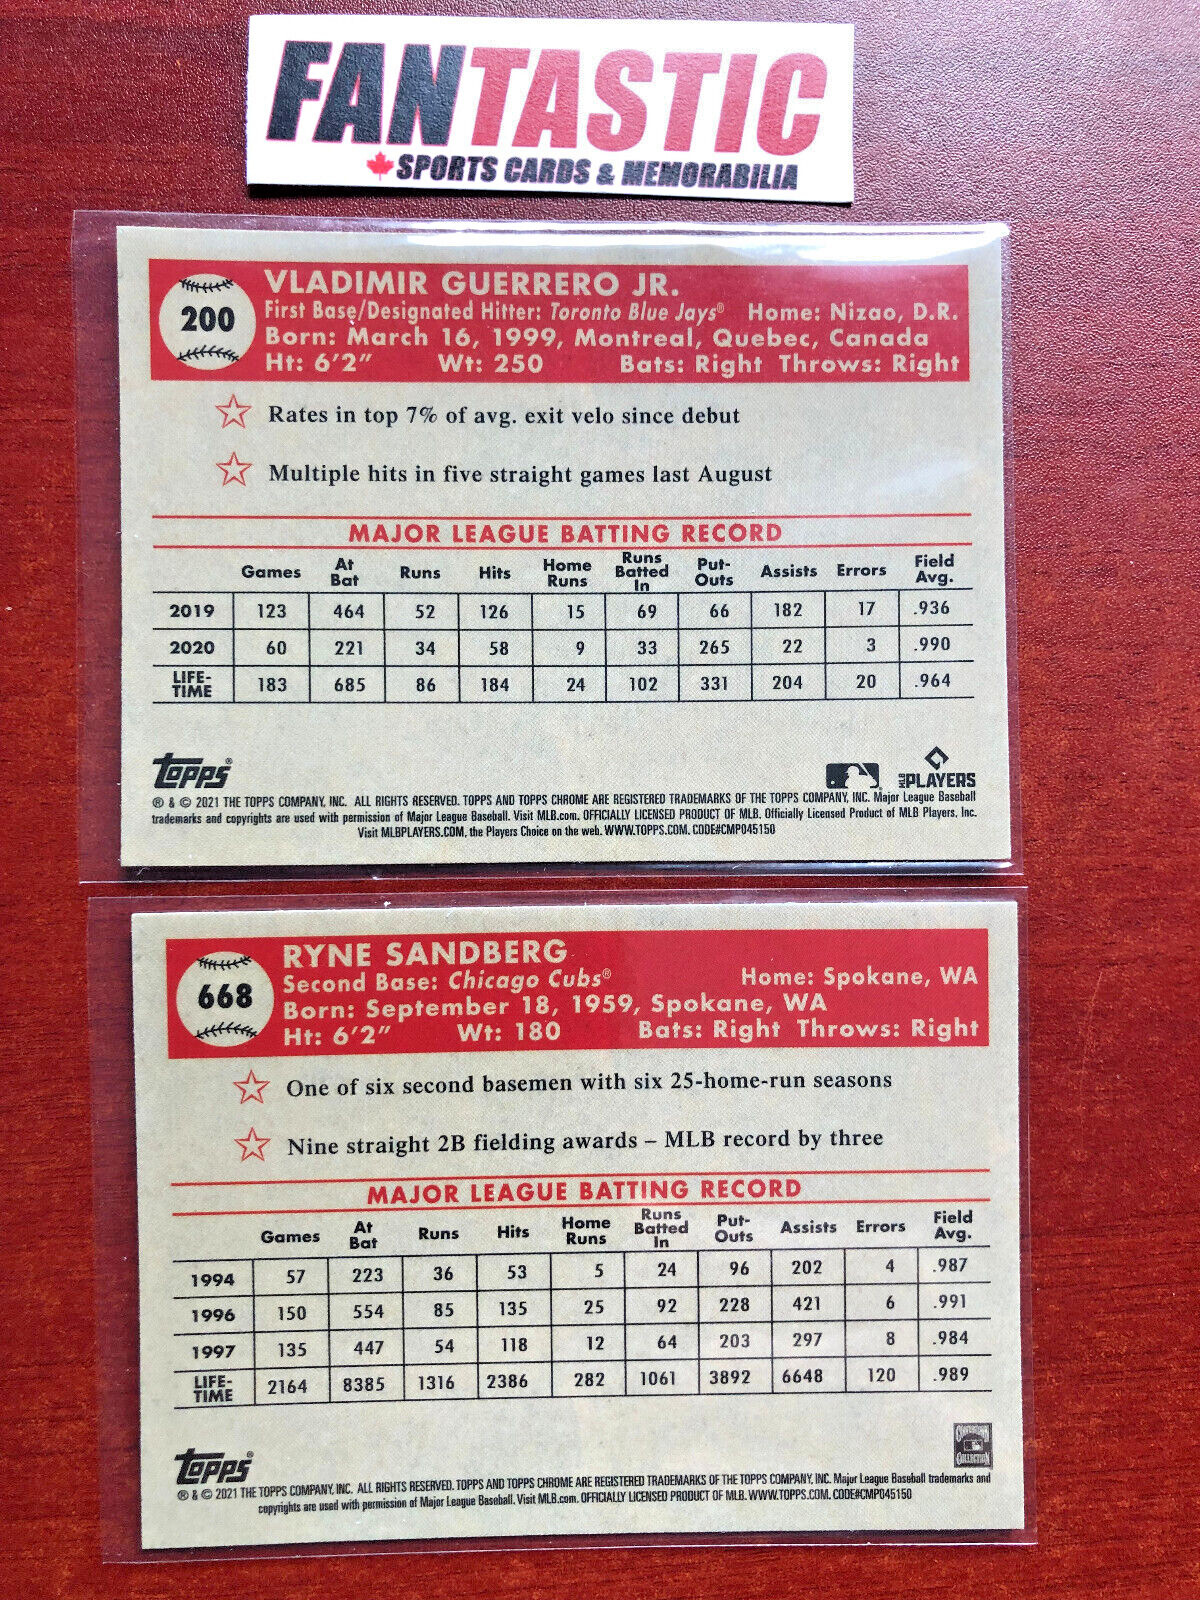 FANTASTIC
SPORTS CARDS & MEMORABILIA
200
VLADIMIR GUERRERO JR.
First Base/Designated Hitter: Toronto Blue Jays® Home: Nizao, D.R.
Born: March 16, 1999, Montreal, Quebec, Canada
Ht: 6'2" Wt: 250 Bats: Right Throws: Right
Rates in top 7% of avg. exit velo since debut
Multiple hits in five straight games last August
MAJOR LEAGUE BATTING RECORD
Games At Bat Runs Hits Home Runs Runs Batted In Put-Outs Assists Errors Field Avg.
2019 123 464 52 126 15 69 66 182 17 .936
2020 60 221 34 58 9 33 265 22 3 .990
LIFE-TIME 183 685 86 184 24 102 331 204 20 .964
Topps®
MLB PLAYERS
® & © 2021 THE TOPPS COMPANY, INC. ALL RIGHTS RESERVED. TOPPS AND TOPPS CHROME ARE REGISTERED TRADEMARKS OF THE TOPPS COMPANY, INC. Major League Baseball
trademarks and copyrights are used with permission of Major League Baseball. Visit MLB.com. OFFICIALLY LICENSED PRODUCT OF MLB. Officially Licensed Product of MLB Players, Inc.
Visit MLBPLAYERS.COM, the Players Choice on the web. WWW.TOPPS.COM. CODE#CMP045150
668
RYNE SANDBERG
Second Base: Chicago Cubs® Home: Spokane, WA
Born: September 18, 1959, Spokane, WA
Ht: 6'2" Wt: 180 Bats: Right Throws: Right
One of six second basemen with six 25-home-run seasons
Nine straight 2B fielding awards – MLB record by three
MAJOR LEAGUE BATTING RECORD
Games At Bat Runs Hits Home Runs Runs Batted In Put-Outs Assists Errors Field Avg.
1994 57 223 36 53 5 24 96 202 4 .987
1996 150 554 85 135 25 92 228 421 6 .991
1997 135 447 54 118 12 64 203 297 8 .984
LIFE-TIME 2164 8385 1316 2386 282 1061 3892 6648 120 .989
Topps®
COOPERSTOWN COLLECTION
® & © 2021 THE TOPPS COMPANY, INC. ALL RIGHTS RESERVED. TOPPS AND TOPPS CHROME ARE REGISTERED TRADEMARKS OF THE TOPPS COMPANY, INC. Major League Baseball trademarks and
copyrights are used with permission of Major League Baseball. Visit MLB.com. OFFICIALLY LICENSED PRODUCT OF MLB. WWW.TOPPS.COM. CODE#CMP045150